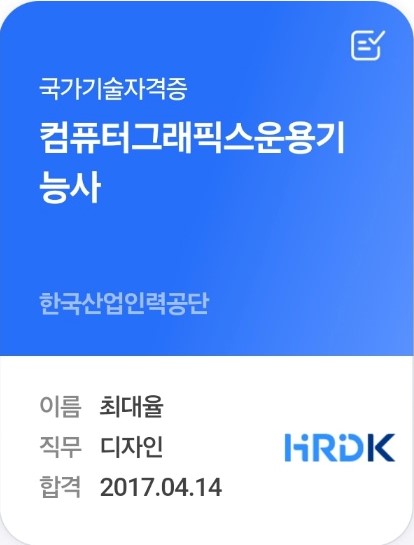 국가기술자격증
컴퓨터그래픽스운용기
능사
한국산업인력공단
이름 최대율
직무 디자인
합격 2017.04.14
HRDK